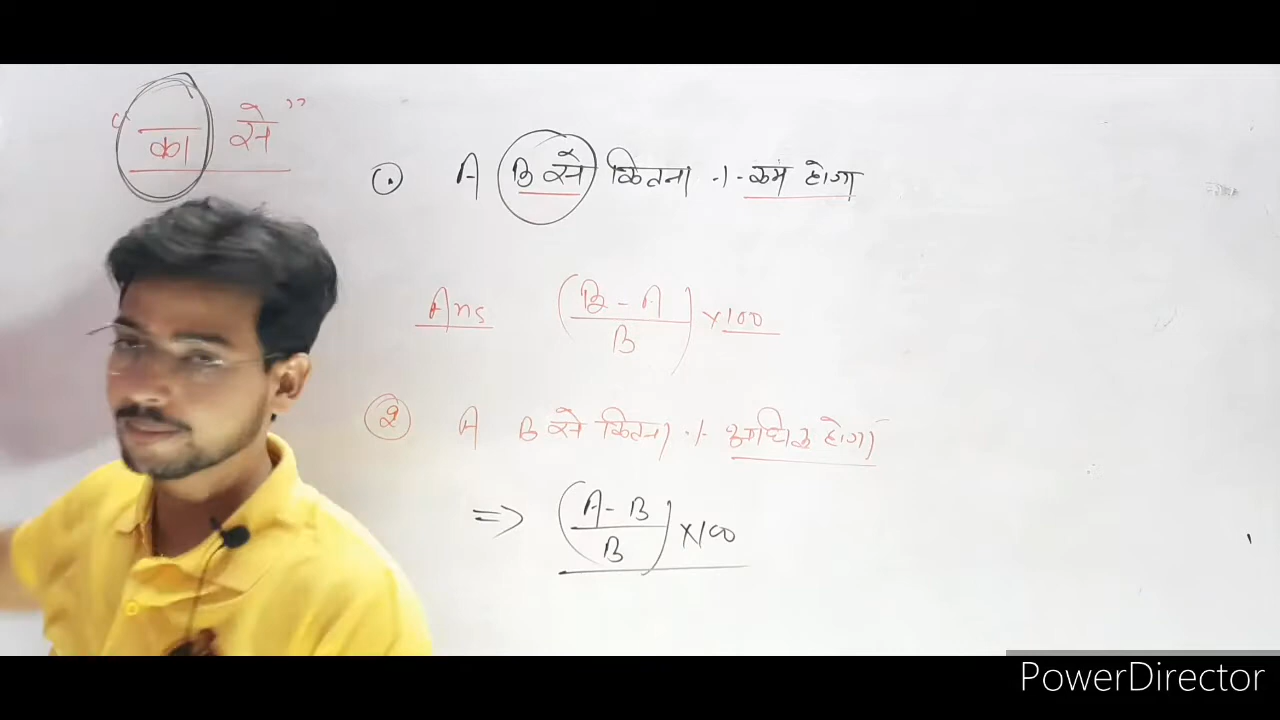 "का से"
① A B से कितना % कम होगा
Ans (B - A / B) × 100
② A B से कितना % अधिक होगा
⇒ (A - B / B) × 100
PowerDirector